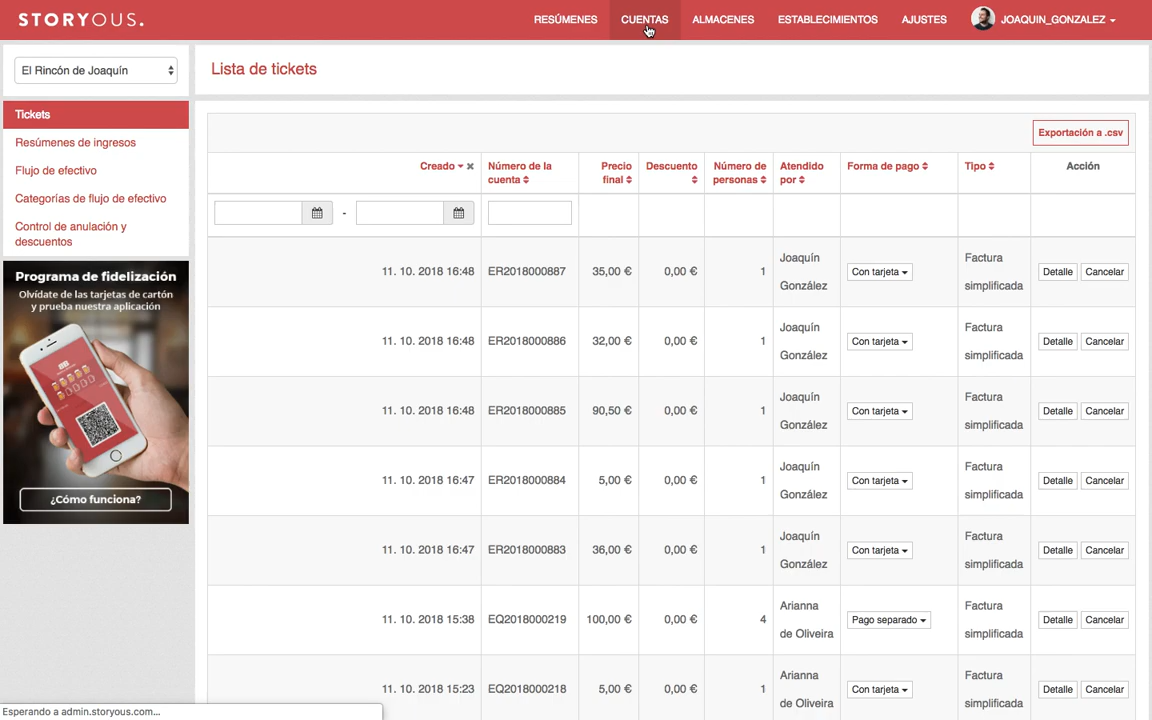 STORYOUS.
RESÚMENES
CUENTAS
ALMACENES
ESTABLECIMIENTOS
AJUSTES
JOAQUIN_GONZALEZ
El Rincón de Joaquín
Tickets
Resúmenes de ingresos
Flujo de efectivo
Categorías de flujo de efectivo
Control de anulación y
descuentos
Programa de fidelización
Olvídate de las tarjetas de cartón
y prueba nuestra aplicación
¿Cómo funciona?
Lista de tickets
Exportación a .csv
Creado
Número de la
cuenta
Precio
final
Descuento
Número de
personas
Atendido
por
Forma de pago
Tipo
Acción
-
11. 10. 2018 16:48
ER2018000887
35,00 €
0,00 €
1
Joaquín
González
Con tarjeta
Factura
simplificada
Detalle
Cancelar
11. 10. 2018 16:48
ER2018000886
32,00 €
0,00 €
1
Joaquín
González
Con tarjeta
Factura
simplificada
Detalle
Cancelar
11. 10. 2018 16:48
ER2018000885
90,50 €
0,00 €
1
Joaquín
González
Con tarjeta
Factura
simplificada
Detalle
Cancelar
11. 10. 2018 16:47
ER2018000884
5,00 €
0,00 €
1
Joaquín
González
Con tarjeta
Factura
simplificada
Detalle
Cancelar
11. 10. 2018 16:47
ER2018000883
36,00 €
0,00 €
1
Joaquín
González
Con tarjeta
Factura
simplificada
Detalle
Cancelar
11. 10. 2018 15:38
EQ2018000219
100,00 €
0,00 €
4
Arianna
de Oliveira
Pago separado
Factura
simplificada
Detalle
Cancelar
11. 10. 2018 15:23
EQ2018000218
5,00 €
0,00 €
1
Arianna
de Oliveira
Con tarjeta
Factura
simplificada
Detalle
Cancelar
Esperando a admin.storyous.com...